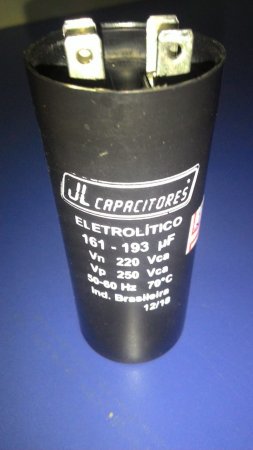 JL CAPACITORES
ELETROLÍTICO
161 - 193 µF
Vn 220 Vca
Vp 250 Vca
50-60 Hz 70°C
Ind. Brasileira
12/16